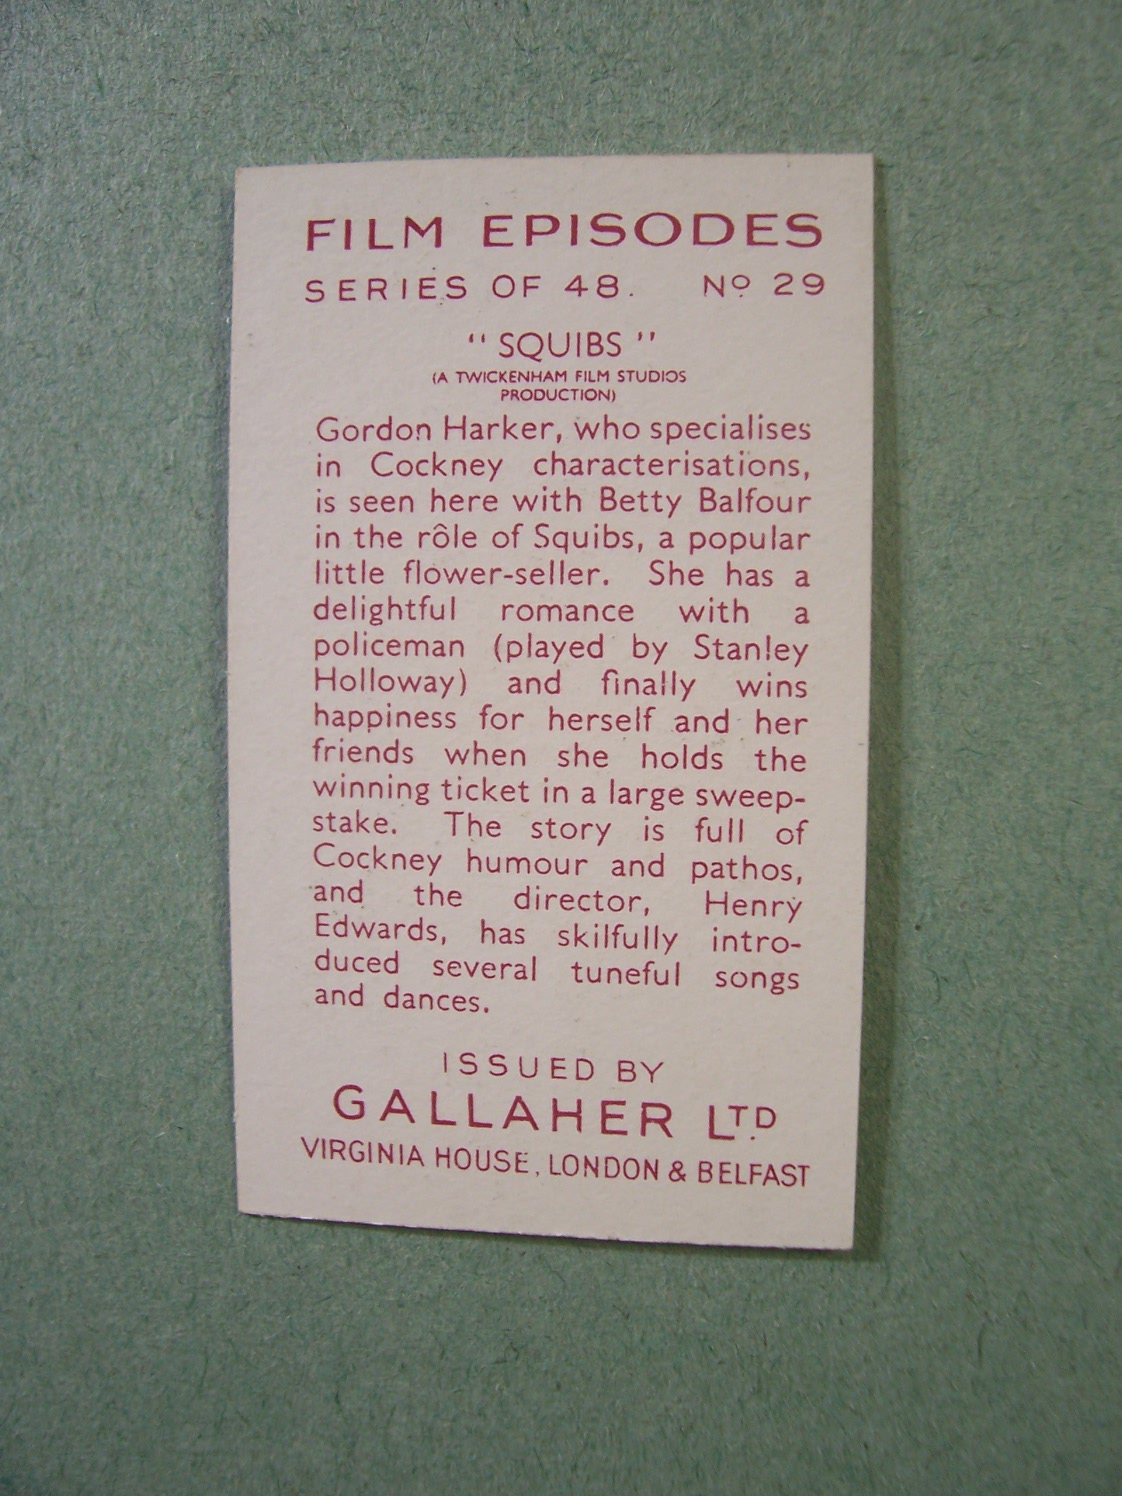 FILM EPISODES
SERIES OF 48. Nº 29
"SQUIBS"
(A TWICKENHAM FILM STUDIOS
PRODUCTION)
Gordon Harker, who specialises
in Cockney characterisations,
is seen here with Betty Balfour
in the rôle of Squibs, a popular
little flower-seller. She has a
delightful romance with a
policeman (played by Stanley
Holloway) and finally wins
happiness for herself and her
friends when she holds the
winning ticket in a large sweep-
stake. The story is full of
Cockney humour and pathos,
and the director, Henry
Edwards, has skilfully intro-
duced several tuneful songs
and dances.
ISSUED BY
GALLAHER LTD.
VIRGINIA HOUSE, LONDON & BELFAST